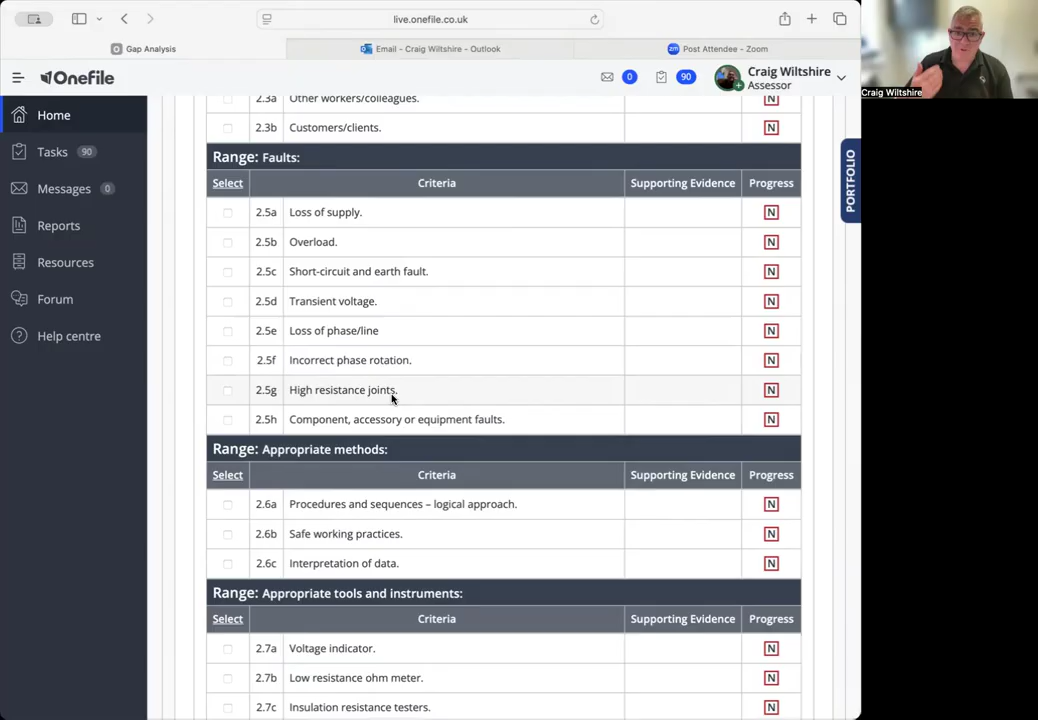 live.onefile.co.uk
Gap Analysis
Email - Craig Wiltshire - Outlook
zm Post Attendee - Zoom
Onefile
0
90
Craig Wiltshire
Assessor
Craig Wiltshire
Home
Tasks 90
Messages 0
Reports
Resources
Forum
Help centre
PORTFOLIO
2.3a Other workers/colleagues. N
2.3b Customers/clients. N
Range: Faults:
Select Criteria Supporting Evidence Progress
2.5a Loss of supply. N
2.5b Overload. N
2.5c Short-circuit and earth fault. N
2.5d Transient voltage. N
2.5e Loss of phase/line N
2.5f Incorrect phase rotation. N
2.5g High resistance joints. N
2.5h Component, accessory or equipment faults. N
Range: Appropriate methods:
Select Criteria Supporting Evidence Progress
2.6a Procedures and sequences – logical approach. N
2.6b Safe working practices. N
2.6c Interpretation of data. N
Range: Appropriate tools and instruments:
Select Criteria Supporting Evidence Progress
2.7a Voltage indicator. N
2.7b Low resistance ohm meter. N
2.7c Insulation resistance testers. N